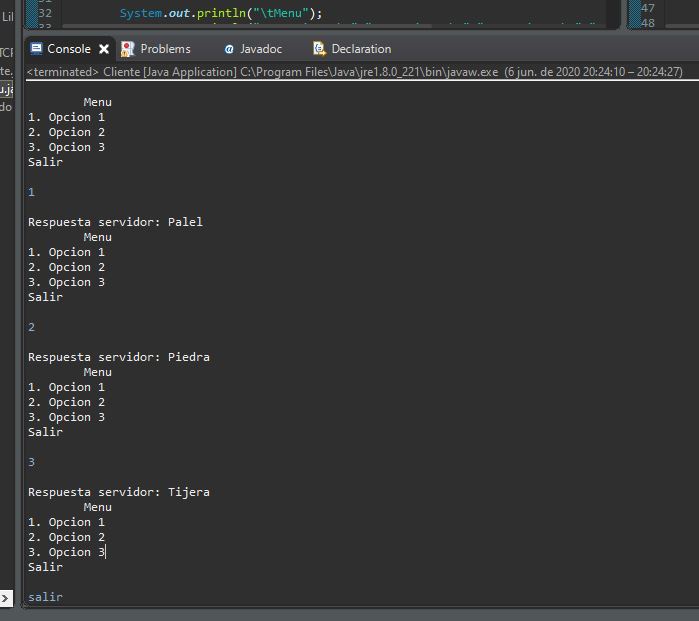 Lil
32
System.out.println("\tMenu");
47
48
TCP
te.
u.ja
do
Console
Problems
@ Javadoc
Declaration
<terminated> Cliente [Java Application] C:\Program Files\Java\jre1.8.0_221\bin\javaw.exe (6 jun. de 2020 20:24:10 – 20:24:27)
Menu
1. Opcion 1
2. Opcion 2
3. Opcion 3
Salir
1
Respuesta servidor: Palel
Menu
1. Opcion 1
2. Opcion 2
3. Opcion 3
Salir
2
Respuesta servidor: Piedra
Menu
1. Opcion 1
2. Opcion 2
3. Opcion 3
Salir
3
Respuesta servidor: Tijera
Menu
1. Opcion 1
2. Opcion 2
3. Opcion 3
Salir
salir